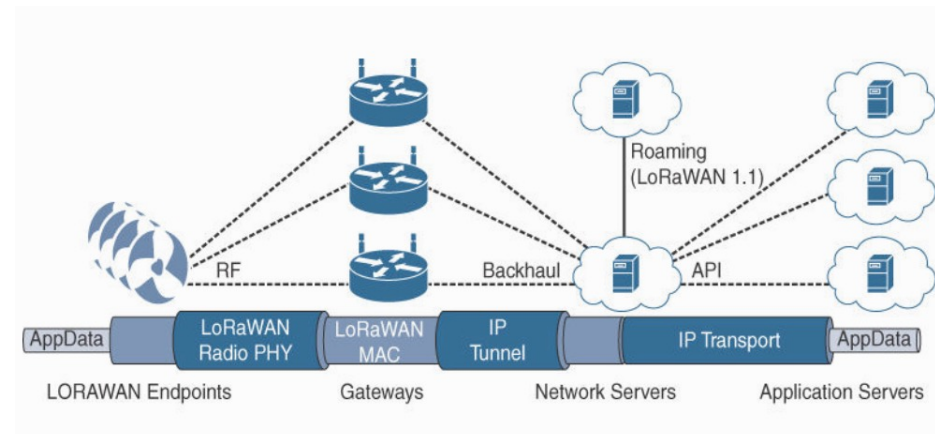 Roaming
(LoRaWAN 1.1)
RF
Backhaul
API
AppData
LoRaWAN
Radio PHY
LoRaWAN
MAC
IP
Tunnel
IP Transport
AppData
LORAWAN Endpoints
Gateways
Network Servers
Application Servers